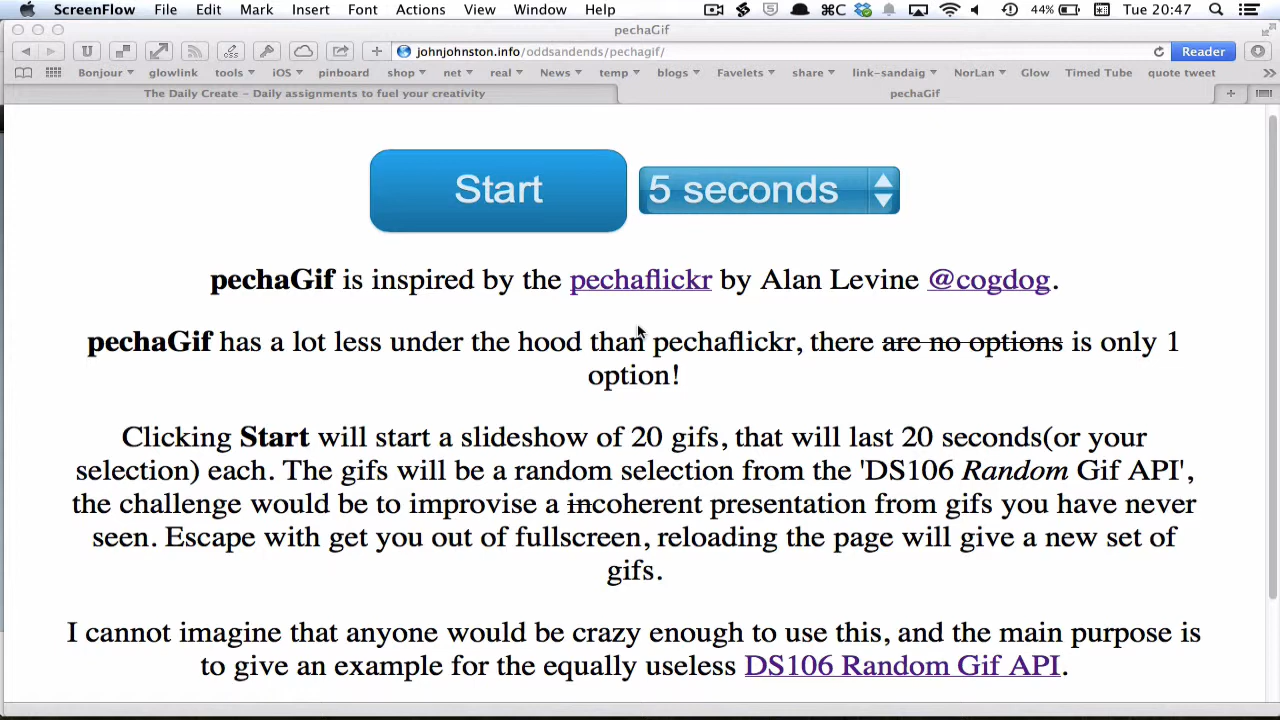 ScreenFlow File Edit Mark Insert Font Actions View Window Help 44% Tue 20:47
pechaGif
johnjohnston.info/oddsandends/pechagif/ Reader
Bonjour glowlink tools iOS pinboard shop net real News temp blogs Favelets share link-sandaig NorLan Glow Timed Tube quote tweet
The Daily Create – Daily assignments to fuel your creativity pechaGif
Start 5 seconds
pechaGif is inspired by the pechaflickr by Alan Levine @cogdog.
pechaGif has a lot less under the hood than pechaflickr, there are no options is only 1
option!
Clicking Start will start a slideshow of 20 gifs, that will last 20 seconds(or your
selection) each. The gifs will be a random selection from the 'DS106 Random Gif API',
the challenge would be to improvise a incoherent presentation from gifs you have never
seen. Escape with get you out of fullscreen, reloading the page will give a new set of
gifs.
I cannot imagine that anyone would be crazy enough to use this, and the main purpose is
to give an example for the equally useless DS106 Random Gif API.